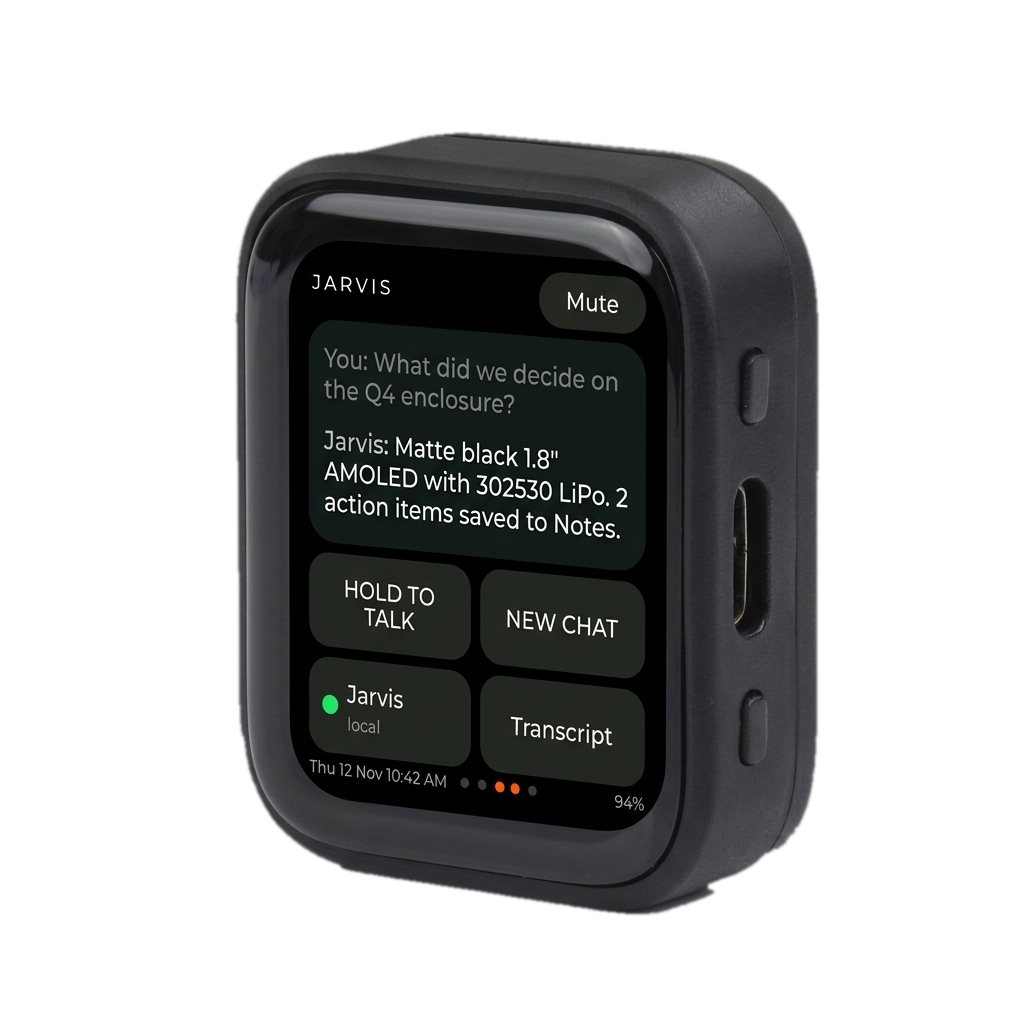 JARVIS
Mute
You: What did we decide on
the Q4 enclosure?
Jarvis: Matte black 1.8"
AMOLED with 302530 LiPo. 2
action items saved to Notes.
HOLD TO
TALK
NEW CHAT
Jarvis
local
Transcript
Thu 12 Nov 10:42 AM
94%